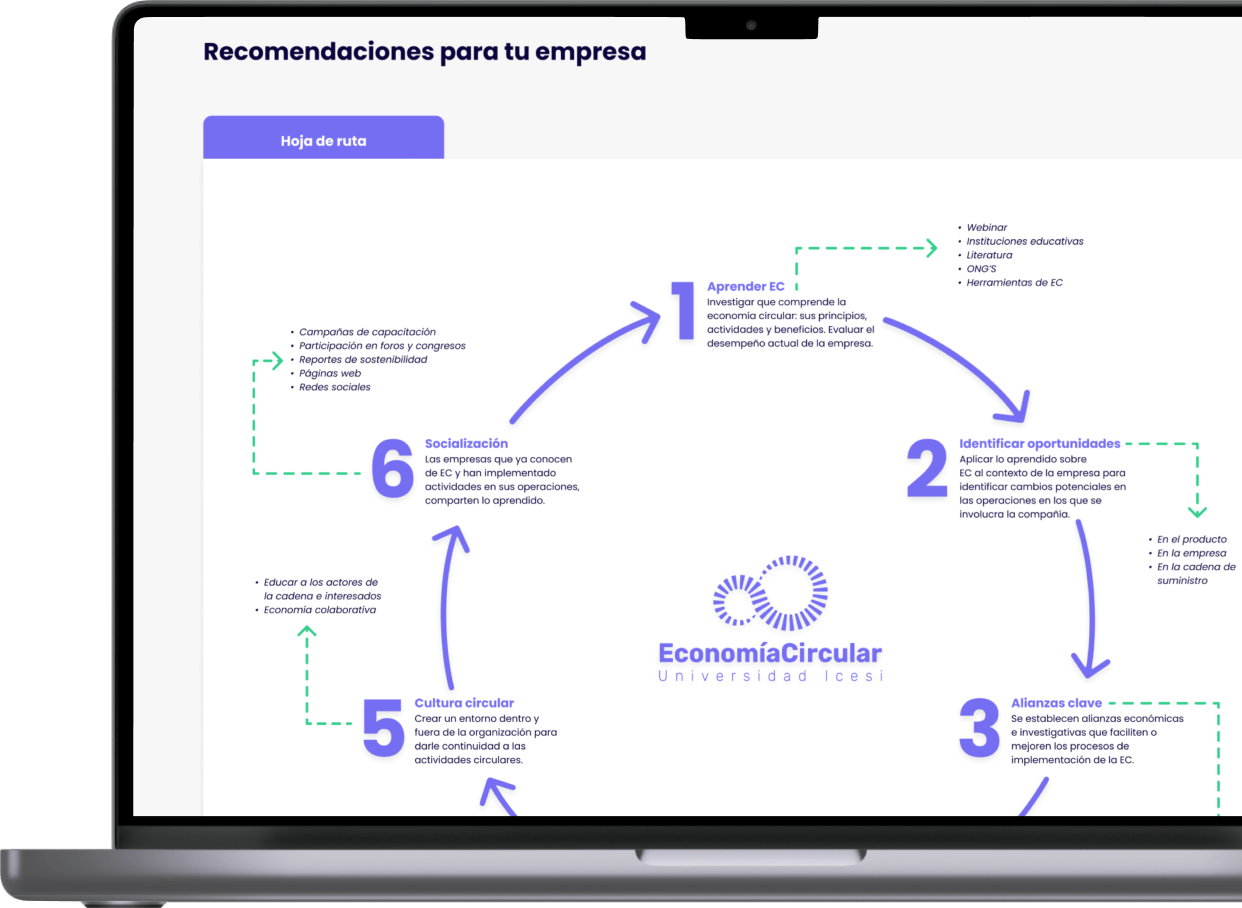 Recomendaciones para tu empresa
Hoja de ruta
1
Aprender EC
Investigar que comprende la
economía circular: sus principios,
actividades y beneficios. Evaluar el
desempeño actual de la empresa.
• Webinar
• Instituciones educativas
• Literatura
• ONG'S
• Herramientas de EC
2
Identificar oportunidades
Aplicar lo aprendido sobre
EC al contexto de la empresa para
identificar cambios potenciales en
las operaciones en los que se
involucra la compañía.
• En el producto
• En la empresa
• En la cadena de
suministro
3
Alianzas clave
Se establecen alianzas económicas
e investigativas que faciliten o
mejoren los procesos de
implementación de la EC.
5
Cultura circular
Crear un entorno dentro y
fuera de la organización para
darle continuidad a las
actividades circulares.
• Educar a los actores de
la cadena e interesados
• Economía colaborativa
6
Socialización
Las empresas que ya conocen
de EC y han implementado
actividades en sus operaciones,
comparten lo aprendido.
• Campañas de capacitación
• Participación en foros y congresos
• Reportes de sostenibilidad
• Páginas web
• Redes sociales
EconomíaCircular
Universidad Icesi